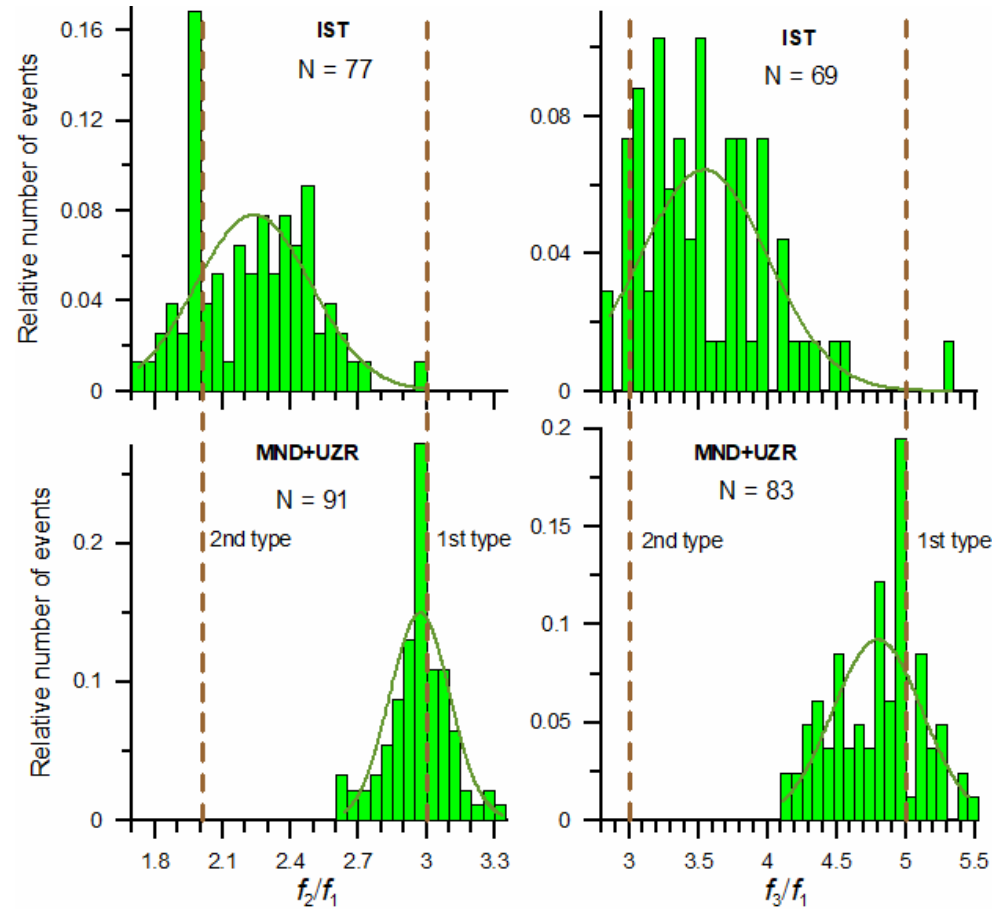 Relative number of events
0.16
0.12
0.08
0.04
0
IST
N = 77
0.08
0.04
0
IST
N = 69
Relative number of events
0.2
0.1
0
MND+UZR
N = 91
2nd type
1st type
1.8 2.1 2.4 2.7 3 3.3
f₂/f₁
0.2
0.15
0.1
0.05
0
MND+UZR
N = 83
2nd type
1st type
3 3.5 4 4.5 5 5.5
f₃/f₁